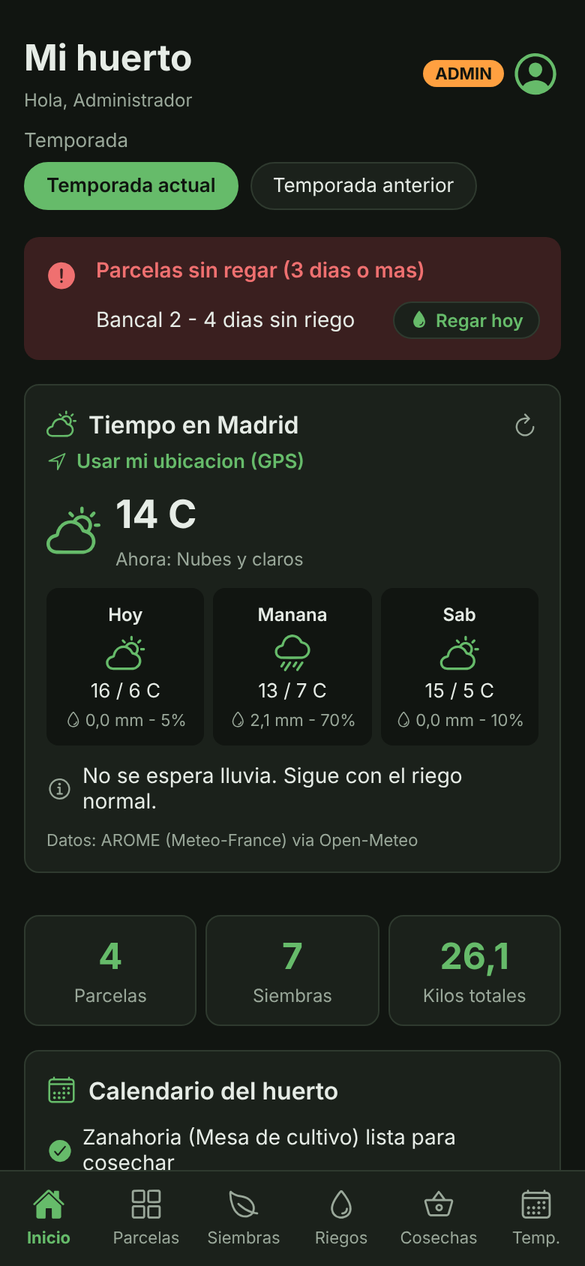 Mi huerto
ADMIN
Hola, Administrador
Temporada
Temporada actual
Temporada anterior
Parcelas sin regar (3 dias o mas)
Bancal 2 - 4 dias sin riego
Regar hoy
Tiempo en Madrid
Usar mi ubicacion (GPS)
14 C
Ahora: Nubes y claros
Hoy
16 / 6 C
0,0 mm - 5%
Manana
13 / 7 C
2,1 mm - 70%
Sab
15 / 5 C
0,0 mm - 10%
No se espera lluvia. Sigue con el riego
normal.
Datos: AROME (Meteo-France) via Open-Meteo
4
Parcelas
7
Siembras
26,1
Kilos totales
Calendario del huerto
Zanahoria (Mesa de cultivo) lista para
cosechar
Inicio
Parcelas
Siembras
Riegos
Cosechas
Temp.